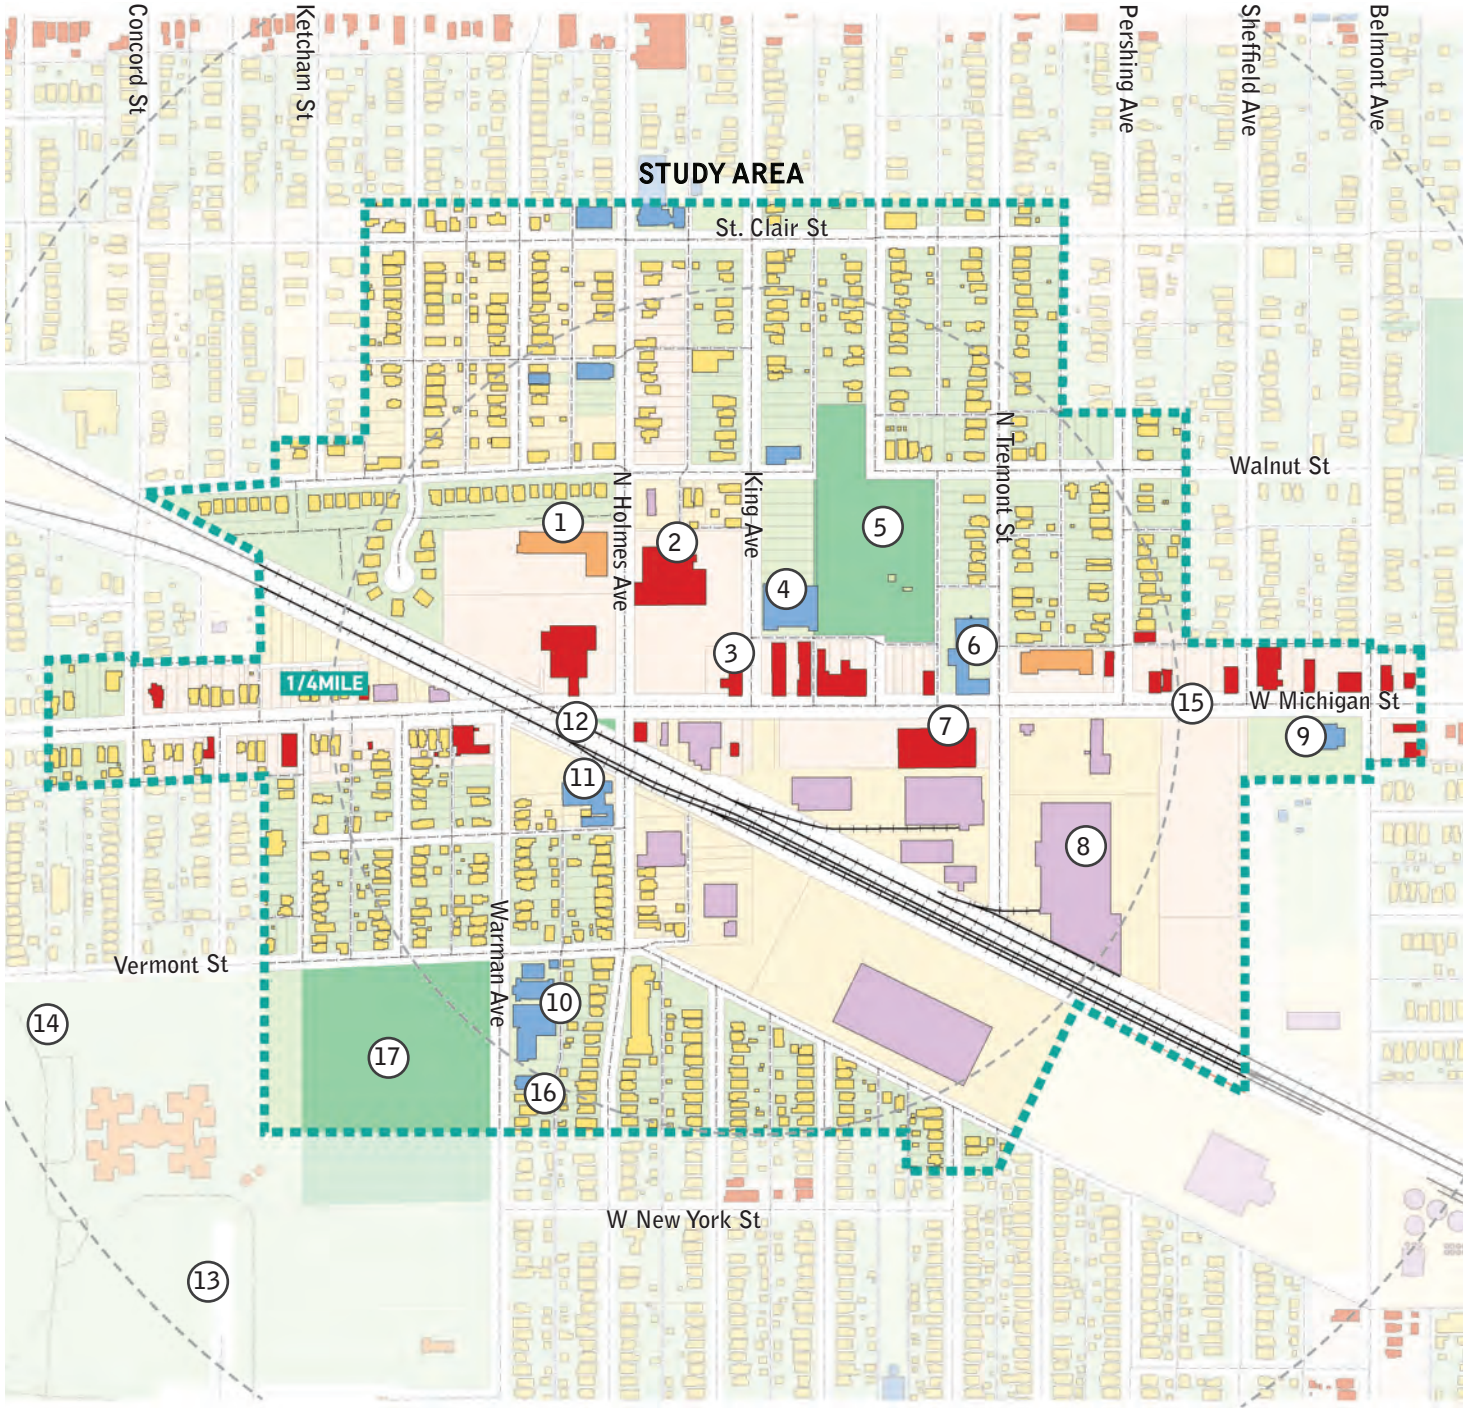 Concord St
Ketcham St
Pershing Ave
Sheffield Ave
Belmont Ave
STUDY AREA
St. Clair St
N Tremont St
Walnut St
N Holmes Ave
King Ave
1
2
5
4
6
3
1/4MILE
15
W Michigan St
12
7
9
11
8
Warman Ave
Vermont St
10
14
17
16
W New York St
13